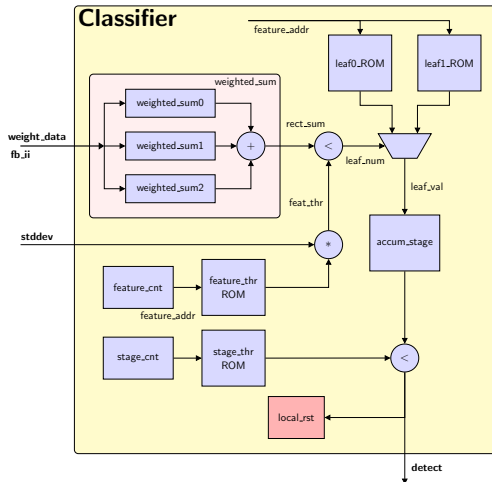 Classifier
feature_addr
leaf0_ROM
leaf1_ROM
weighted_sum
weighted_sum0
weight_data
fb_ii
weighted_sum1
+
rect_sum
<
leaf_num
weighted_sum2
leaf_val
feat_thr
stddev
*
accum_stage
feature_cnt
feature_thr
ROM
feature_addr
stage_cnt
stage_thr
ROM
<
local_rst
detect